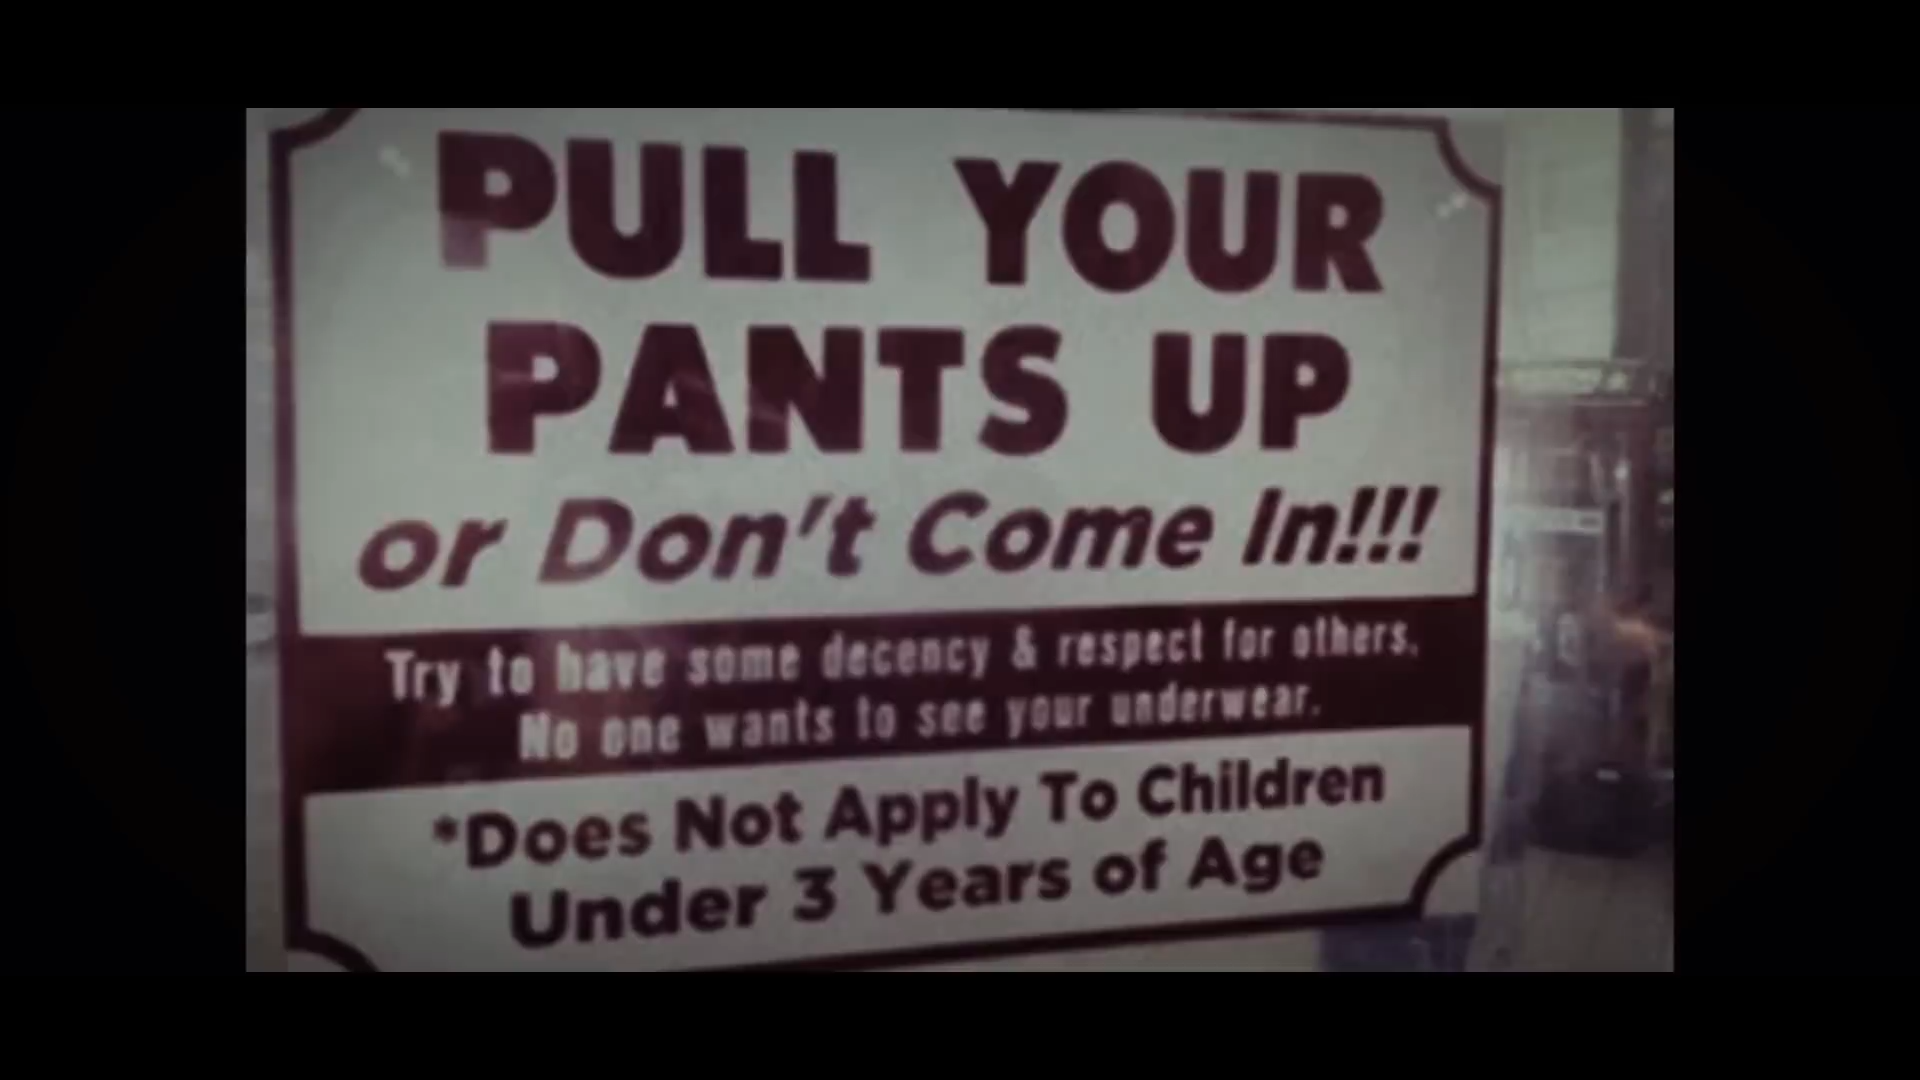 PULL YOUR
PANTS UP
or Don't Come In!!!
Try to have some decency & respect for others.
No one wants to see your underwear.
*Does Not Apply To Children
Under 3 Years of Age